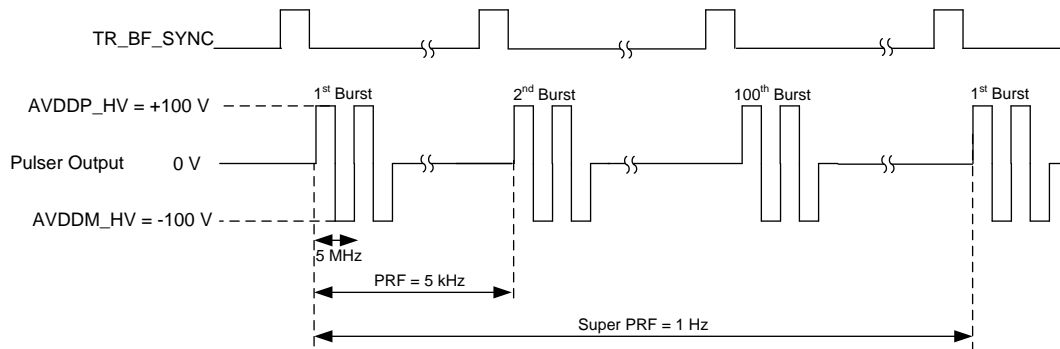 TR_BF_SYNC
AVDDP_HV = +100 V
1st Burst
2nd Burst
100th Burst
1st Burst
Pulser Output 0 V
AVDDM_HV = -100 V
5 MHz
PRF = 5 kHz
Super PRF = 1 Hz